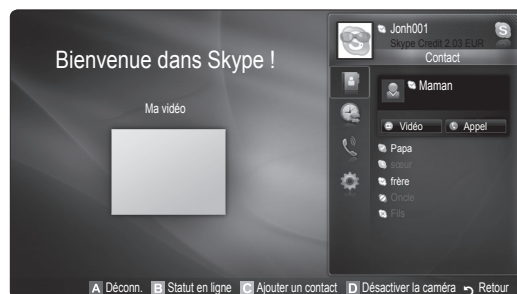 Jonh001
Skype Credit 2.03 EUR
Contact
Bienvenue dans Skype !
Ma vidéo
Maman
Vidéo
Appel
Papa
sœur
frère
Oncle
Fils
A Déconn. B Statut en ligne C Ajouter un contact D Désactiver la caméra Retour